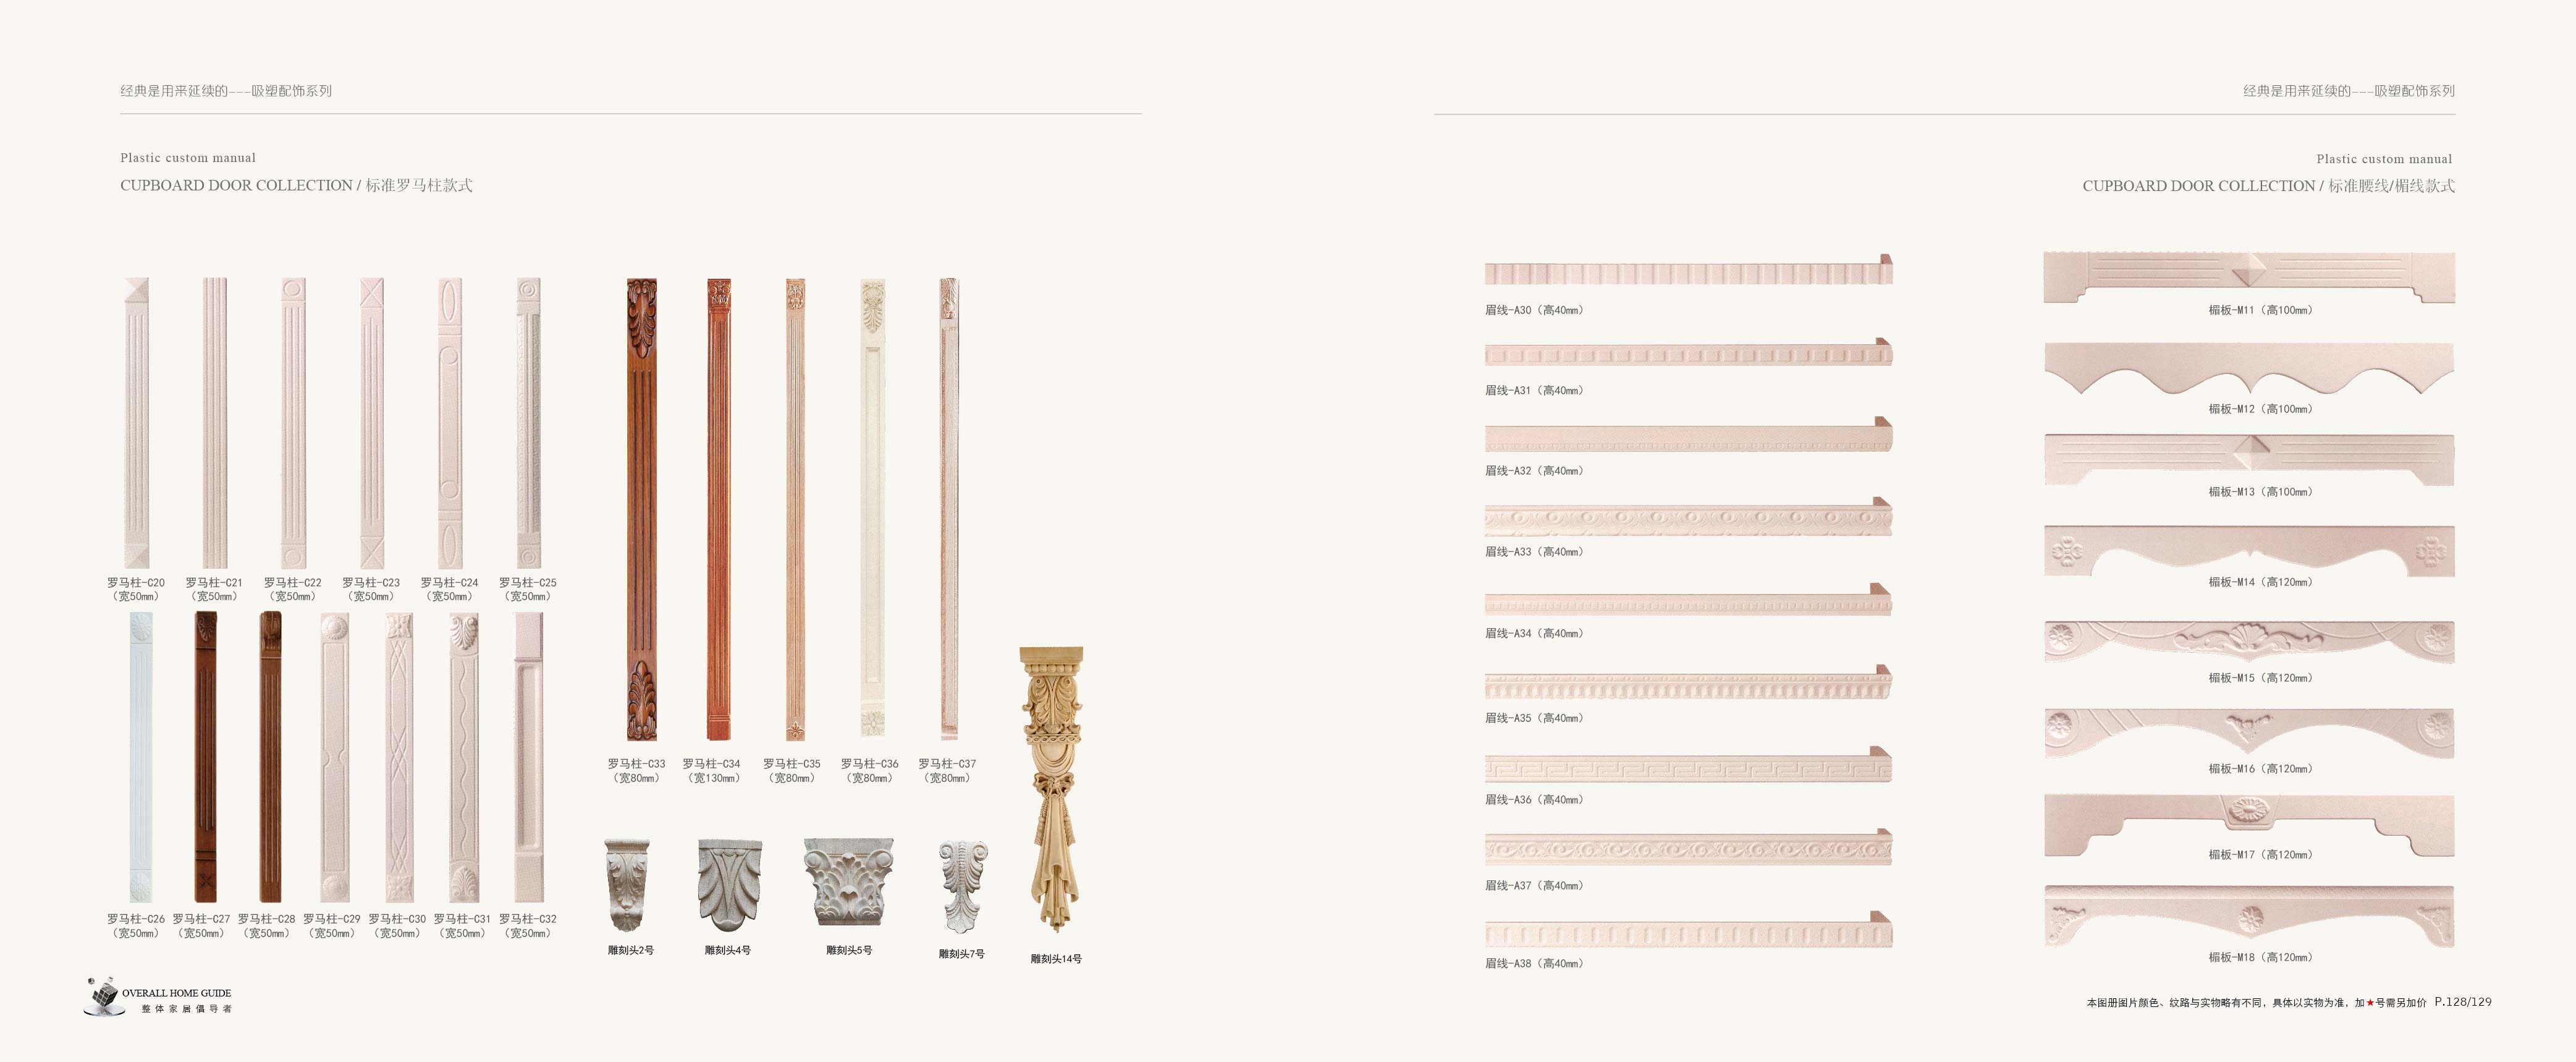 经典是用来延续的---吸塑配饰系列
Plastic custom manual
CUPBOARD DOOR COLLECTION / 标准罗马柱款式
罗马柱-C20
（宽50mm）
罗马柱-C21
（宽50mm）
罗马柱-C22
（宽50mm）
罗马柱-C23
（宽50mm）
罗马柱-C24
（宽50mm）
罗马柱-C25
（宽50mm）
罗马柱-C26
（宽50mm）
罗马柱-C27
（宽50mm）
罗马柱-C28
（宽50mm）
罗马柱-C29
（宽50mm）
罗马柱-C30
（宽50mm）
罗马柱-C31
（宽50mm）
罗马柱-C32
（宽50mm）
罗马柱-C33
（宽80mm）
罗马柱-C34
（宽130mm）
罗马柱-C35
（宽80mm）
罗马柱-C36
（宽80mm）
罗马柱-C37
（宽80mm）
雕刻头2号
雕刻头4号
雕刻头5号
雕刻头7号
雕刻头14号
OVERALL HOME GUIDE
整体家居倡导者
经典是用来延续的---吸塑配饰系列
Plastic custom manual
CUPBOARD DOOR COLLECTION / 标准腰线/楣线款式
眉线-A30（高40mm）
眉线-A31（高40mm）
眉线-A32（高40mm）
眉线-A33（高40mm）
眉线-A34（高40mm）
眉线-A35（高40mm）
眉线-A36（高40mm）
眉线-A37（高40mm）
眉线-A38（高40mm）
楣板-M11（高100mm）
楣板-M12（高100mm）
楣板-M13（高100mm）
楣板-M14（高120mm）
楣板-M15（高120mm）
楣板-M16（高120mm）
楣板-M17（高120mm）
楣板-M18（高120mm）
本图册图片颜色、纹路与实物略有不同，具体以实物为准，加★号需另加价 P.128/129